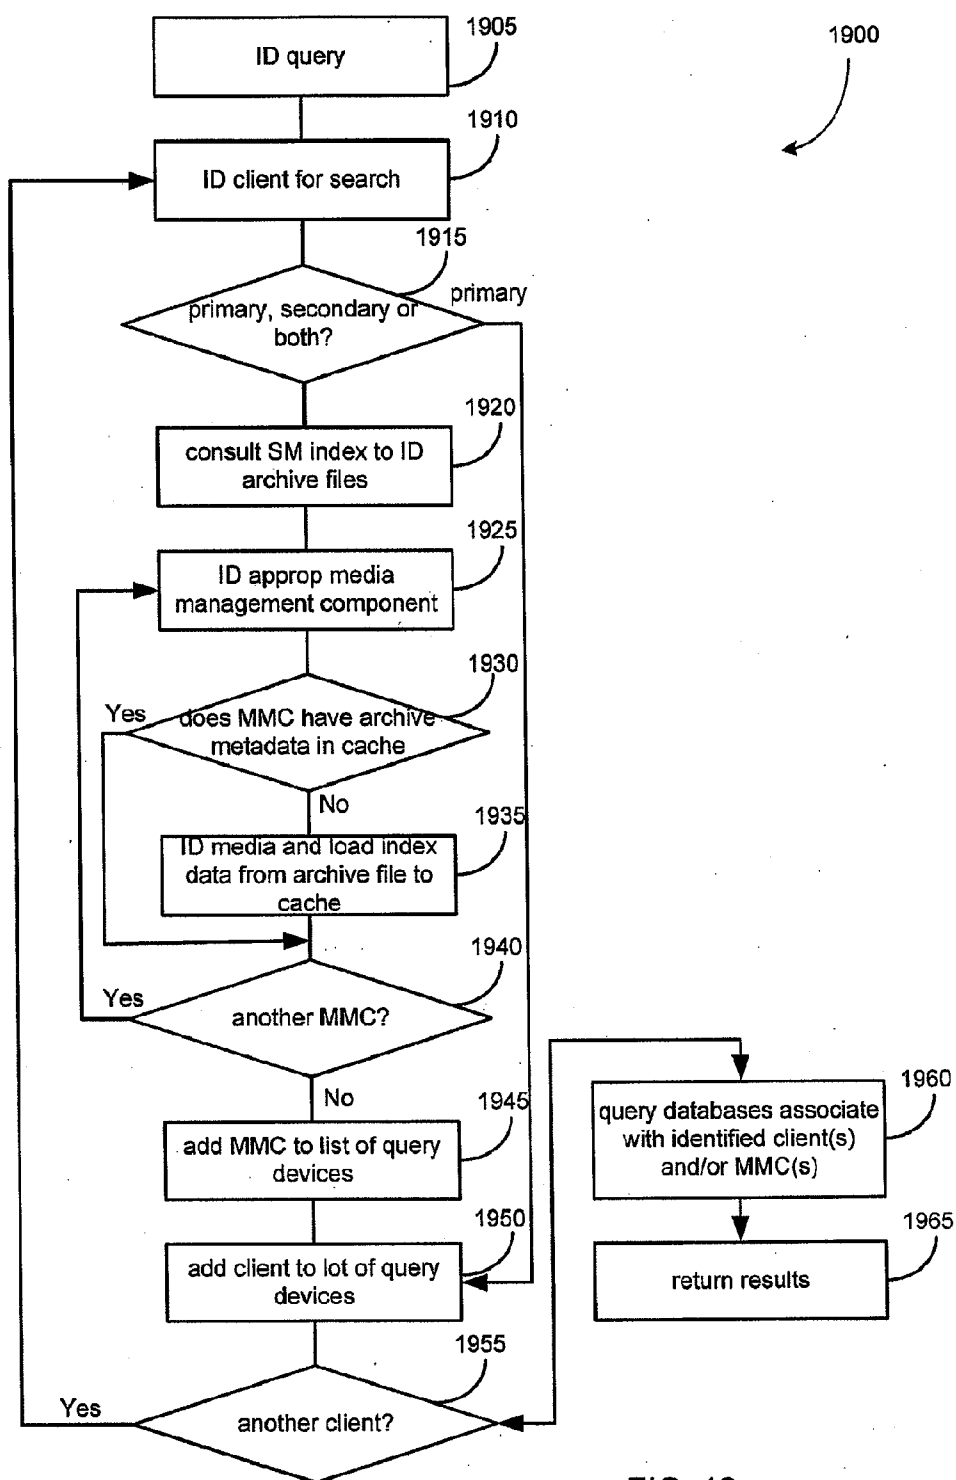 1905
ID query
1900
1910
ID client for search
1915
primary
primary, secondary or
both?
1920
consult SM index to ID
archive files
1925
ID approp media
management component
1930
Yes
does MMC have archive
metadata in cache
No
1935
ID media and load index
data from archive file to
cache
1940
Yes
another MMC?
No
1945
add MMC to list of query
devices
1950
add client to lot of query
devices
1955
Yes
another client?
1960
query databases associate
with identified client(s)
and/or MMC(s)
1965
return results